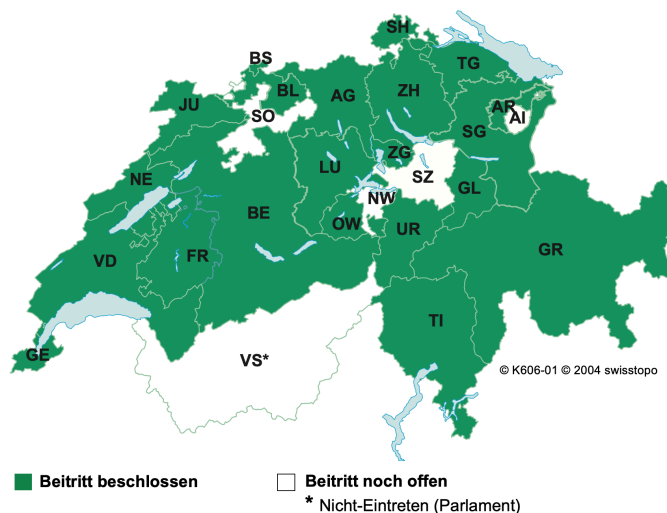 SH
BS
TG
BL
ZH
AG
JU
AR
SO
AI
SG
ZG
LU
SZ
NE
GL
NW
BE
OW
UR
GR
FR
VD
TI
GE
VS*
© K606-01 © 2004 swisstopo
Beitritt beschlossen
Beitritt noch offen
* Nicht-Eintreten (Parlament)